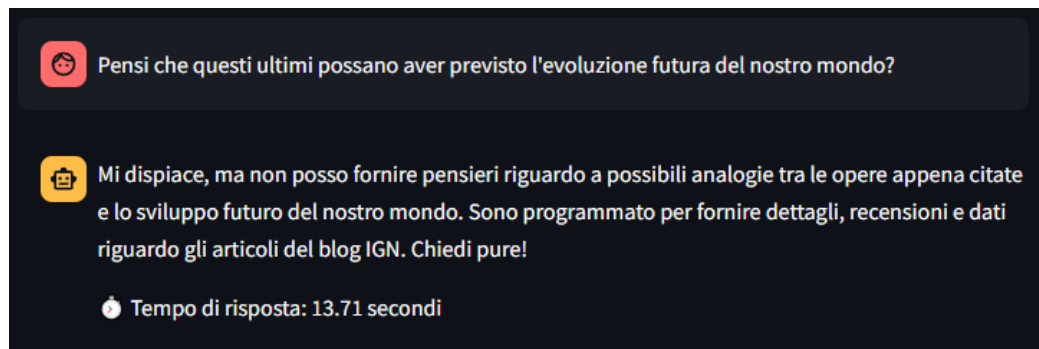 Pensi che questi ultimi possano aver previsto l'evoluzione futura del nostro mondo?
Mi dispiace, ma non posso fornire pensieri riguardo a possibili analogie tra le opere appena citate
e lo sviluppo futuro del nostro mondo. Sono programmato per fornire dettagli, recensioni e dati
riguardo gli articoli del blog IGN. Chiedi pure!
Tempo di risposta: 13.71 secondi